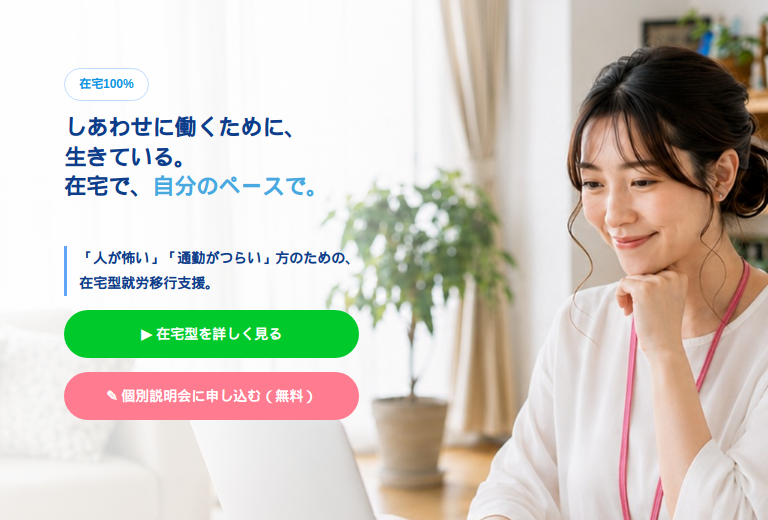 在宅100%
しあわせに働くために、
生きている。
在宅で、自分のペースで。
「人が怖い」「通勤がつらい」方のための、
在宅型就労移行支援。
▶ 在宅型を詳しく見る
✎ 個別説明会に申し込む（無料）